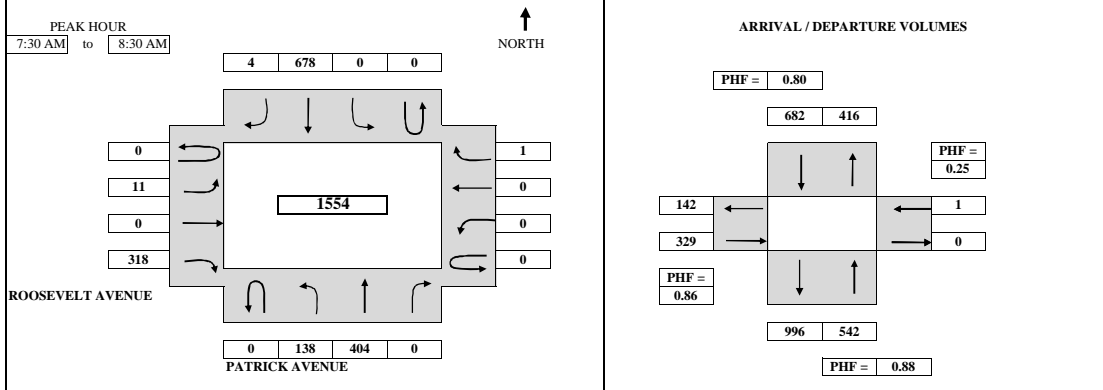 PEAK HOUR
7:30 AM to 8:30 AM
NORTH
4 678 0 0
0
11
0
318
1554
1
0
0
0
ROOSEVELT AVENUE
0 138 404 0
PATRICK AVENUE
ARRIVAL / DEPARTURE VOLUMES
PHF = 0.80
682 416
PHF =
0.25
142
329
1
0
PHF =
0.86
996 542
PHF = 0.88